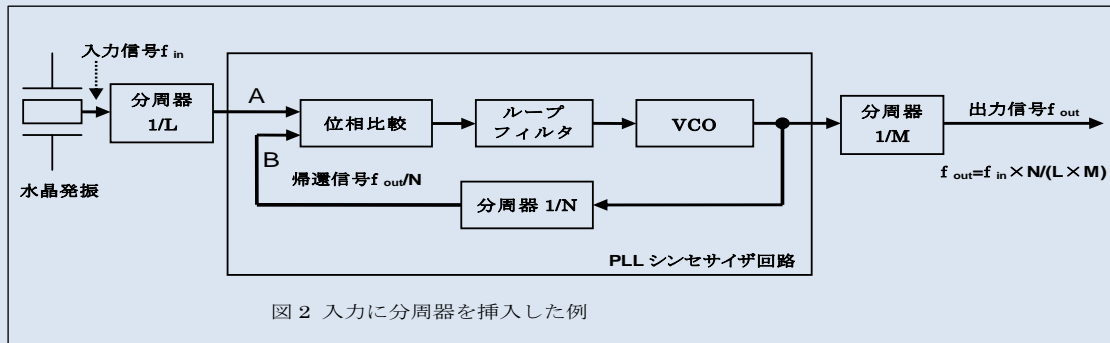 入力信号f in
分周器
1/L
A
B
位相比較
ループ
フィルタ
VCO
分周器
1/M
出力信号f out
f out=f in×N/(L×M)
水晶発振
帰還信号f out/N
分周器 1/N
PLL シンセサイザ回路
図 2 入力に分周器を挿入した例